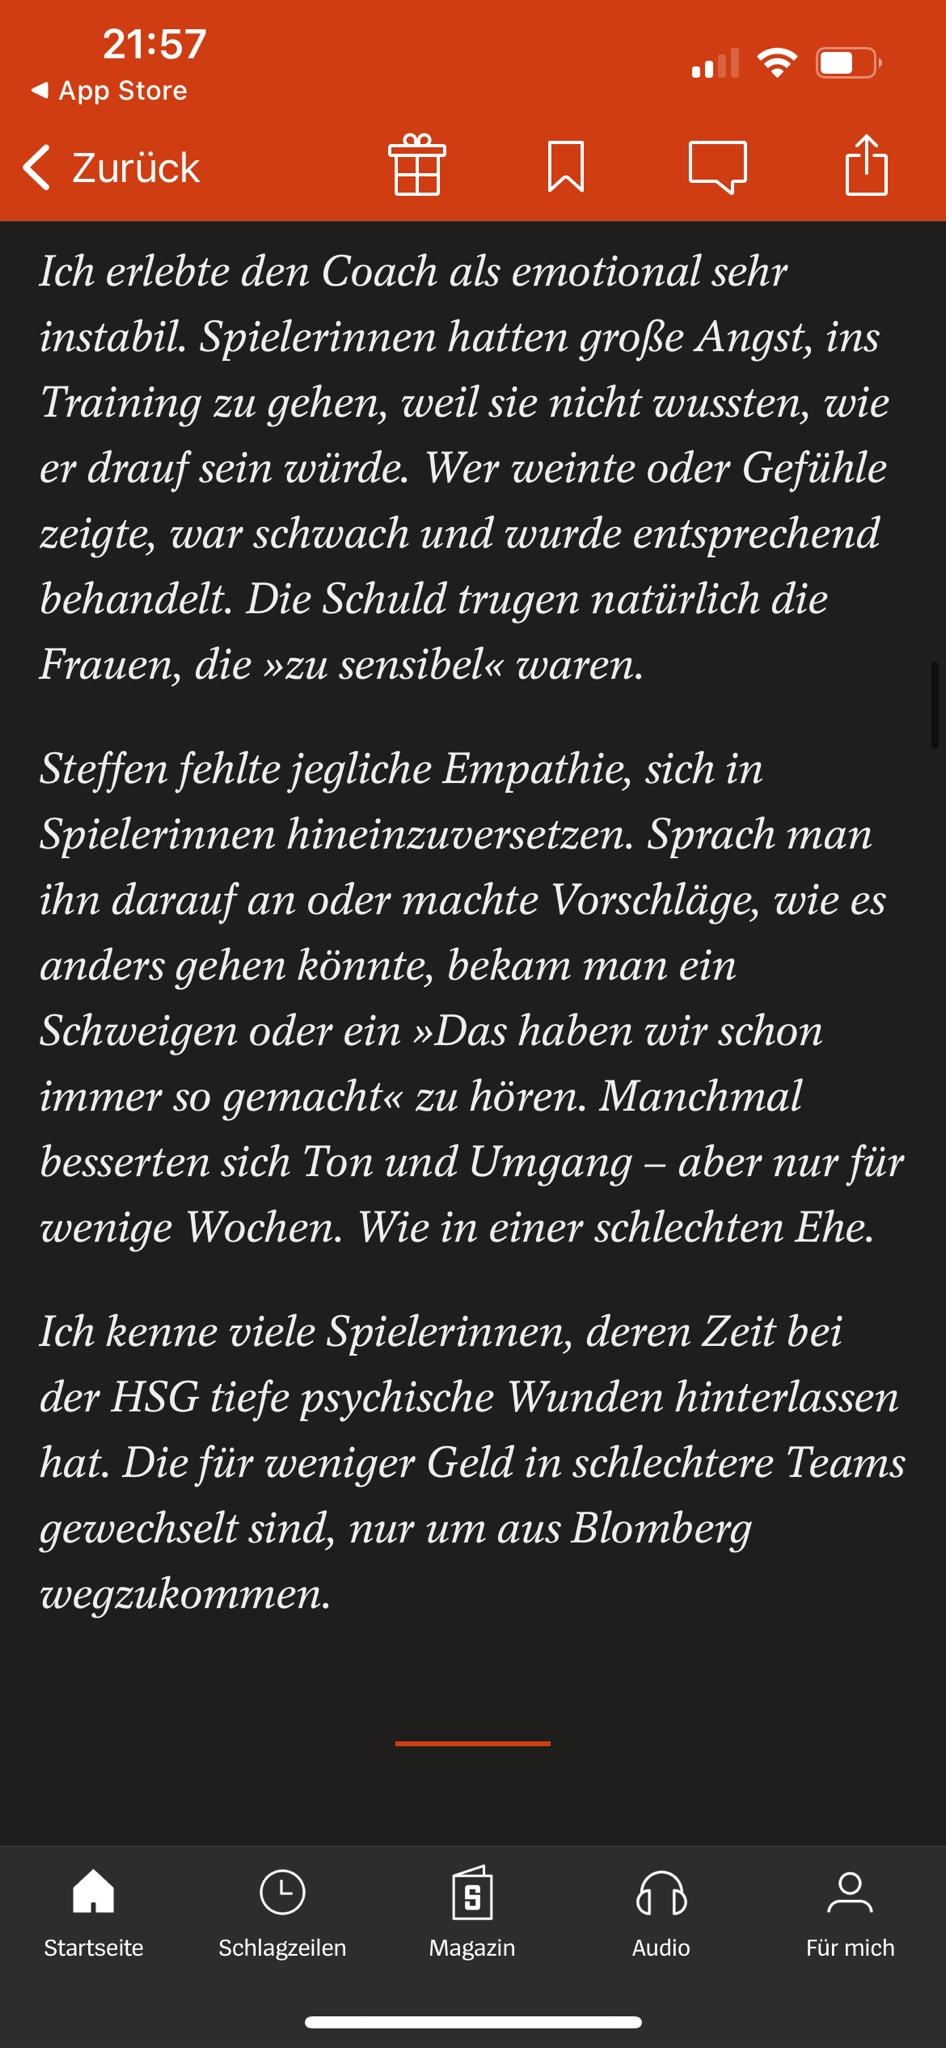 21:57
App Store
Zurück
Ich erlebte den Coach als emotional sehr
instabil. Spielerinnen hatten große Angst, ins
Training zu gehen, weil sie nicht wussten, wie
er drauf sein würde. Wer weinte oder Gefühle
zeigte, war schwach und wurde entsprechend
behandelt. Die Schuld trugen natürlich die
Frauen, die »zu sensibel« waren.
Steffen fehlte jegliche Empathie, sich in
Spielerinnen hineinzuversetzen. Sprach man
ihn darauf an oder machte Vorschläge, wie es
anders gehen könnte, bekam man ein
Schweigen oder ein »Das haben wir schon
immer so gemacht« zu hören. Manchmal
besserten sich Ton und Umgang – aber nur für
wenige Wochen. Wie in einer schlechten Ehe.
Ich kenne viele Spielerinnen, deren Zeit bei
der HSG tiefe psychische Wunden hinterlassen
hat. Die für weniger Geld in schlechtere Teams
gewechselt sind, nur um aus Blomberg
wegzukommen.
S
Startseite Schlagzeilen Magazin Audio Für mich